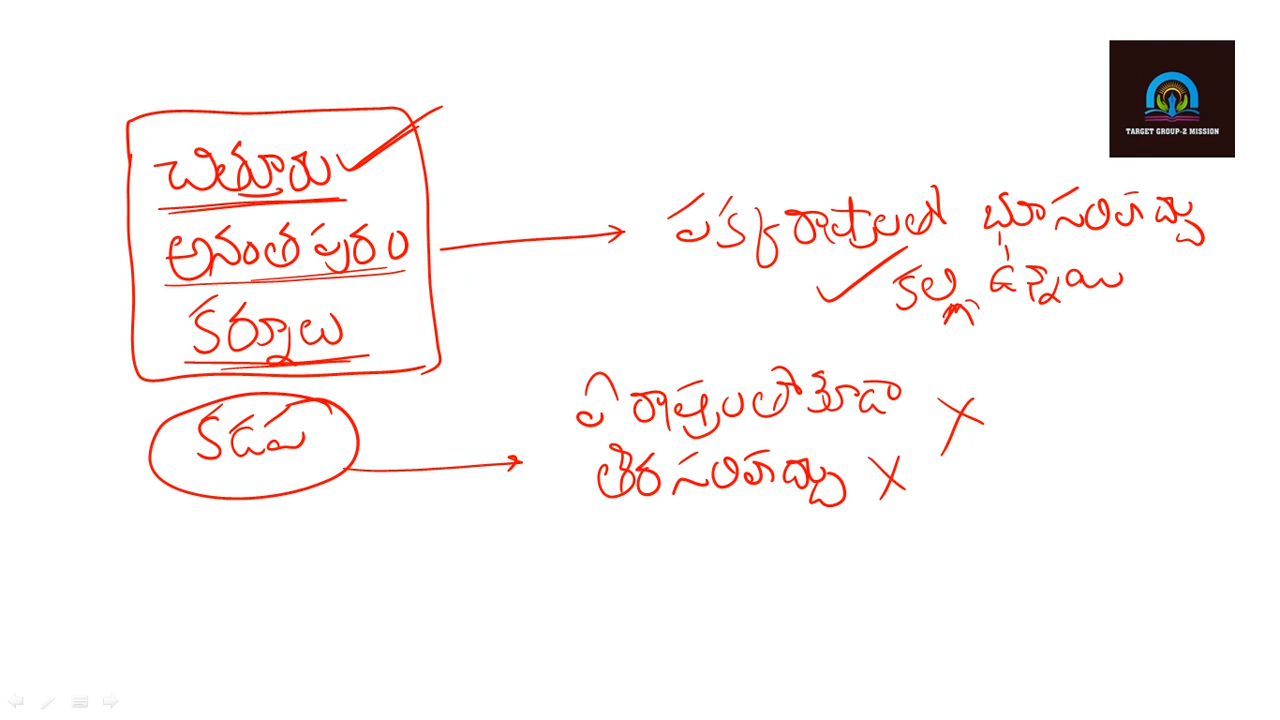 TARGET GROUP-2 MISSION
చిత్తూరు
అనంతపురం
కర్నూలు
పక్క రాష్ట్రాలతో భూ సరిహద్దు
కల్గి ఉన్నాయి
కడప
ఏ రాష్ట్రంతో కూడా X
తీర సరిహద్దు X